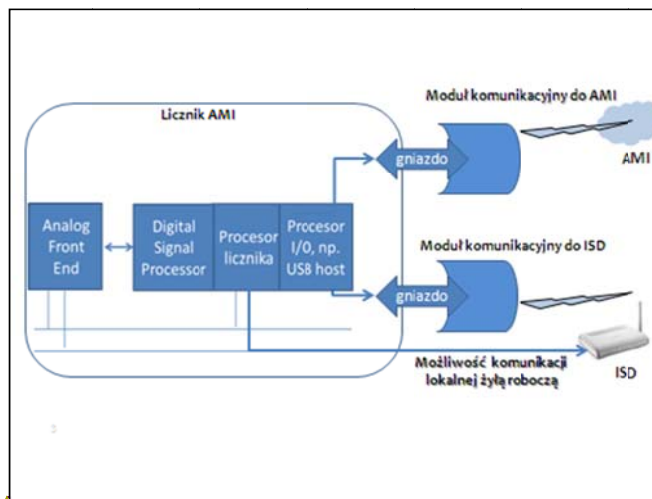 Licznik AMI
Moduł komunikacyjny do AMI
gniazdo
AMI
Analog
Front
End
Digital
Signal
Processor
Procesor
licznika
Procesor
I/0, np.
USB host
Moduł komunikacyjny do ISD
gniazdo
Możliwość komunikacji
lokalnej żyłą roboczą
ISD